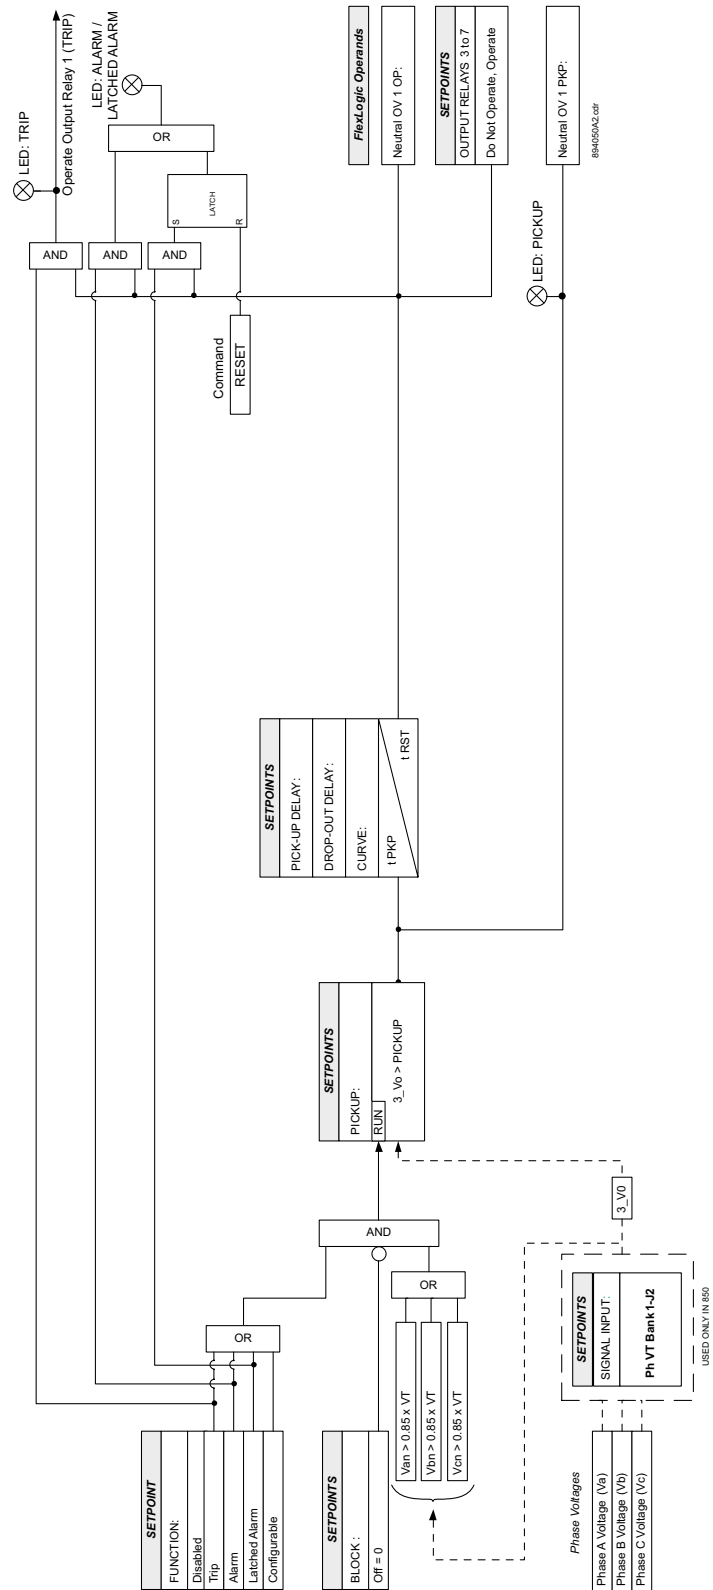 SETPOINT
FUNCTION:
Disabled
Trip
Alarm
Latched Alarm
Configurable
SETPOINTS
BLOCK :
Off = 0
Van > 0.85 x VT
Vbn > 0.85 x VT
Vcn > 0.85 x VT
Phase Voltages
Phase A Voltage (Va)
Phase B Voltage (Vb)
Phase C Voltage (Vc)
OR
OR
AND
SETPOINTS
SIGNAL INPUT:
Ph VT Bank 1-J2
USED ONLY IN 850
3_V0
SETPOINTS
PICKUP:
RUN
3_Vo > PICKUP
SETPOINTS
PICK-UP DELAY:
DROP-OUT DELAY:
CURVE:
t PKP
t RST
Command
RESET
AND
AND
AND
S
LATCH
R
OR
LED: TRIP
Operate Output Relay 1 (TRIP)
LED: ALARM /
LATCHED ALARM
LED: PICKUP
FlexLogic Operands
Neutral OV 1 OP:
SETPOINTS
OUTPUT RELAYS 3 to 7
Do Not Operate, Operate
Neutral OV 1 PKP:
894050A2.cdr